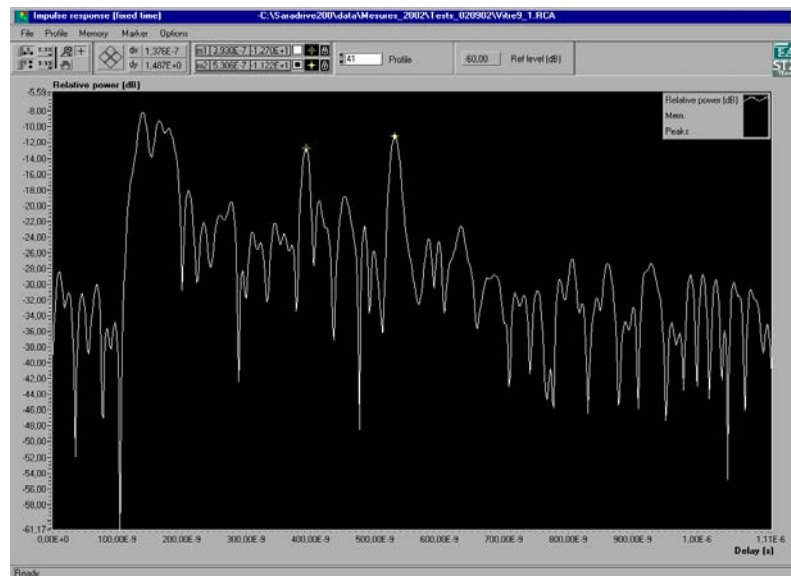 Impulse response [fixed time] -C:\Saradrive200\data\Mesures_2002\Tests_020902\Vitre9_1.RCA
File Profile Memory Marker Options
dx 1,376E-7
dy 1,487E+0
m1 -1,270E+1
m2 5,306E-7 -1,122E+1
41 Profile
-60,00 Ref level (dB)
Relative power (dB)
Relative power (dB)
Mem
Peaks
-5,59
-8,00
-10,00
-12,00
-14,00
-16,00
-18,00
-20,00
-22,00
-24,00
-26,00
-28,00
-30,00
-32,00
-34,00
-36,00
-38,00
-40,00
-42,00
-44,00
-46,00
-48,00
-50,00
-52,00
-54,00
-56,00
-58,00
-61,17
0,00E+0 100,00E-9 200,00E-9 300,00E-9 400,00E-9 500,00E-9 600,00E-9 700,00E-9 800,00E-9 900,00E-9 1,00E-6 1,11E-6
Delay (s)
Ready